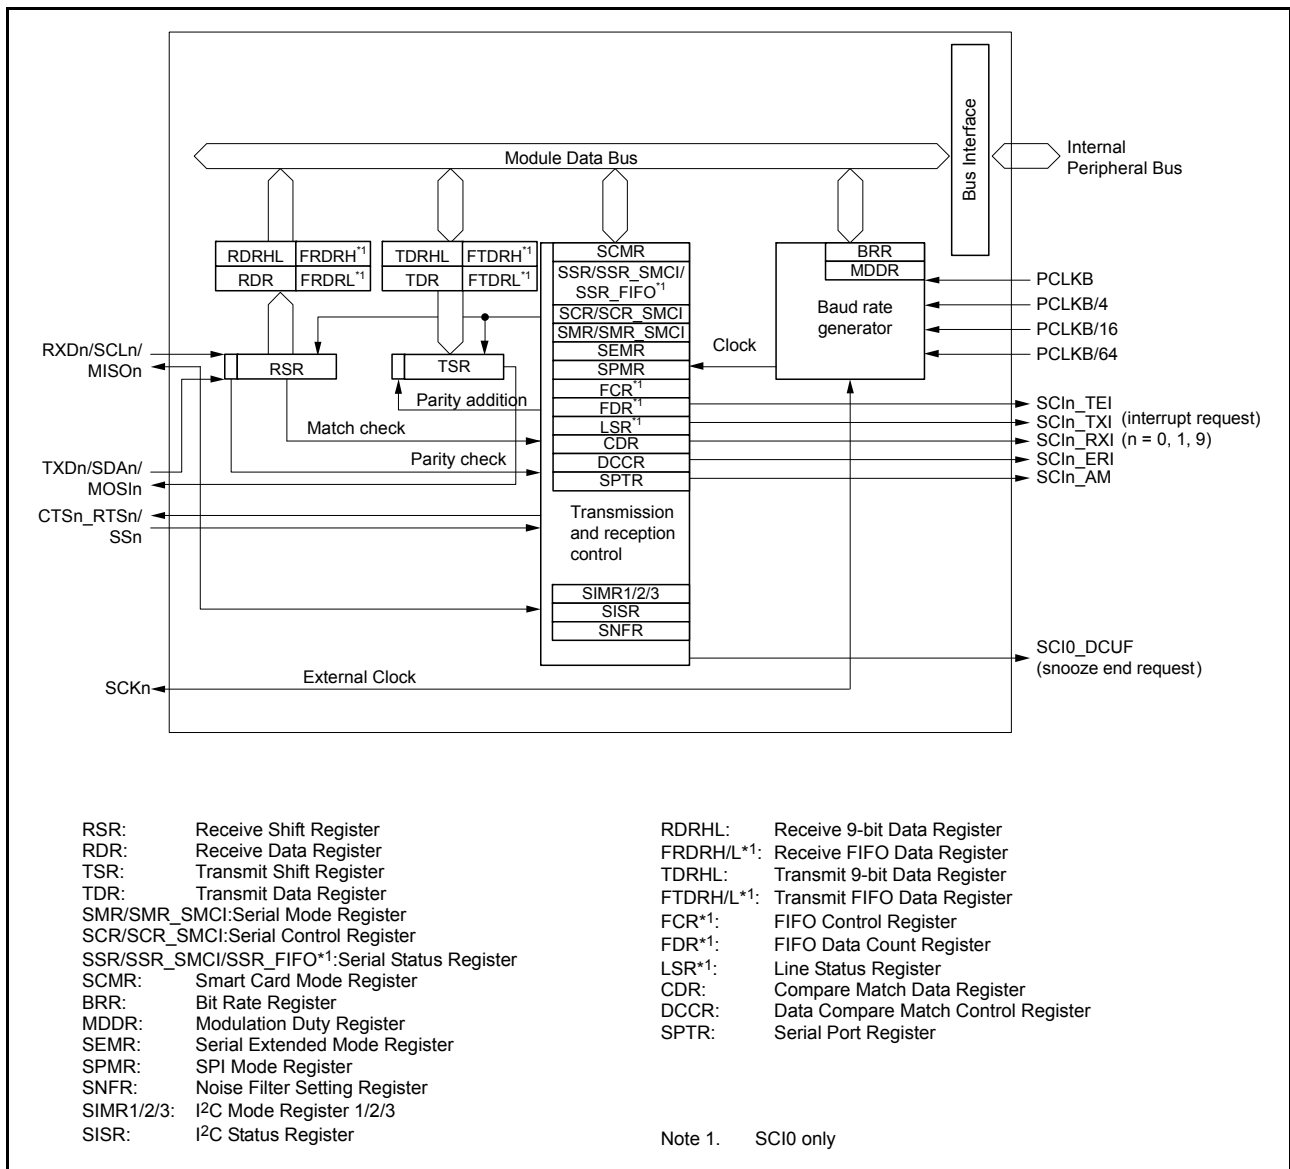 Bus Interface
Module Data Bus
Internal
Peripheral Bus
RDRHL
FRDRH*1
RDR
FRDRL*1
TDRHL
FTDRH*1
TDR
FTDRL*1
SCMR
SSR/SSR_SMCI/
SSR_FIFO*1
SCR/SCR_SMCI
SMR/SMR_SMCI
SEMR
SPMR
FCR*1
FDR*1
LSR*1
CDR
DCCR
SPTR
Transmission
and reception
control
SIMR1/2/3
SISR
SNFR
BRR
MDDR
Baud rate
generator
PCLKB
PCLKB/4
PCLKB/16
PCLKB/64
Clock
RXDn/SCLn/
MISOn
RSR
TSR
Parity addition
Match check
Parity check
TXDn/SDAn/
MOSIn
CTSn_RTSn/
SSn
SCIn_TEI
SCIn_TXI (interrupt request)
SCIn_RXI (n = 0, 1, 9)
SCIn_ERI
SCIn_AM
SCI0_DCUF
(snooze end request)
External Clock
SCKn
RSR: Receive Shift Register
RDR: Receive Data Register
TSR: Transmit Shift Register
TDR: Transmit Data Register
SMR/SMR_SMCI:Serial Mode Register
SCR/SCR_SMCI:Serial Control Register
SSR/SSR_SMCI/SSR_FIFO*1:Serial Status Register
SCMR: Smart Card Mode Register
BRR: Bit Rate Register
MDDR: Modulation Duty Register
SEMR: Serial Extended Mode Register
SPMR: SPI Mode Register
SNFR: Noise Filter Setting Register
SIMR1/2/3: I2C Mode Register 1/2/3
SISR: I2C Status Register
RDRHL: Receive 9-bit Data Register
FRDRH/L*1: Receive FIFO Data Register
TDRHL: Transmit 9-bit Data Register
FTDRH/L*1: Transmit FIFO Data Register
FCR*1: FIFO Control Register
FDR*1: FIFO Data Count Register
LSR*1: Line Status Register
CDR: Compare Match Data Register
DCCR: Data Compare Match Control Register
SPTR: Serial Port Register
Note 1. SCI0 only